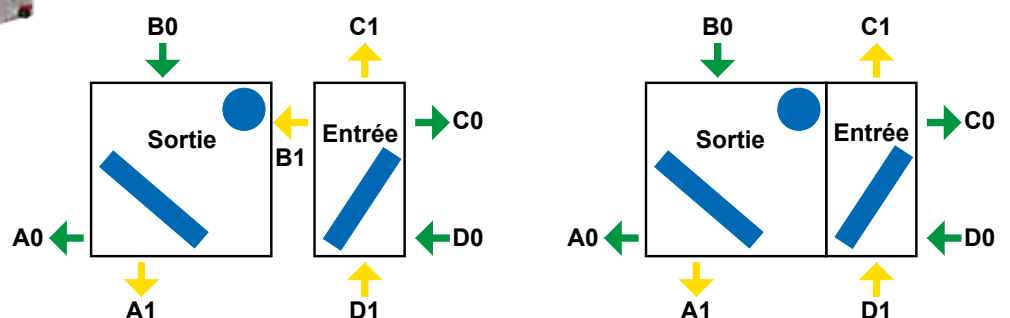 B0
C1
Sortie
Entrée
B1
C0
A0
D0
A1
D1
B0
C1
Sortie
Entrée
C0
A0
D0
A1
D1